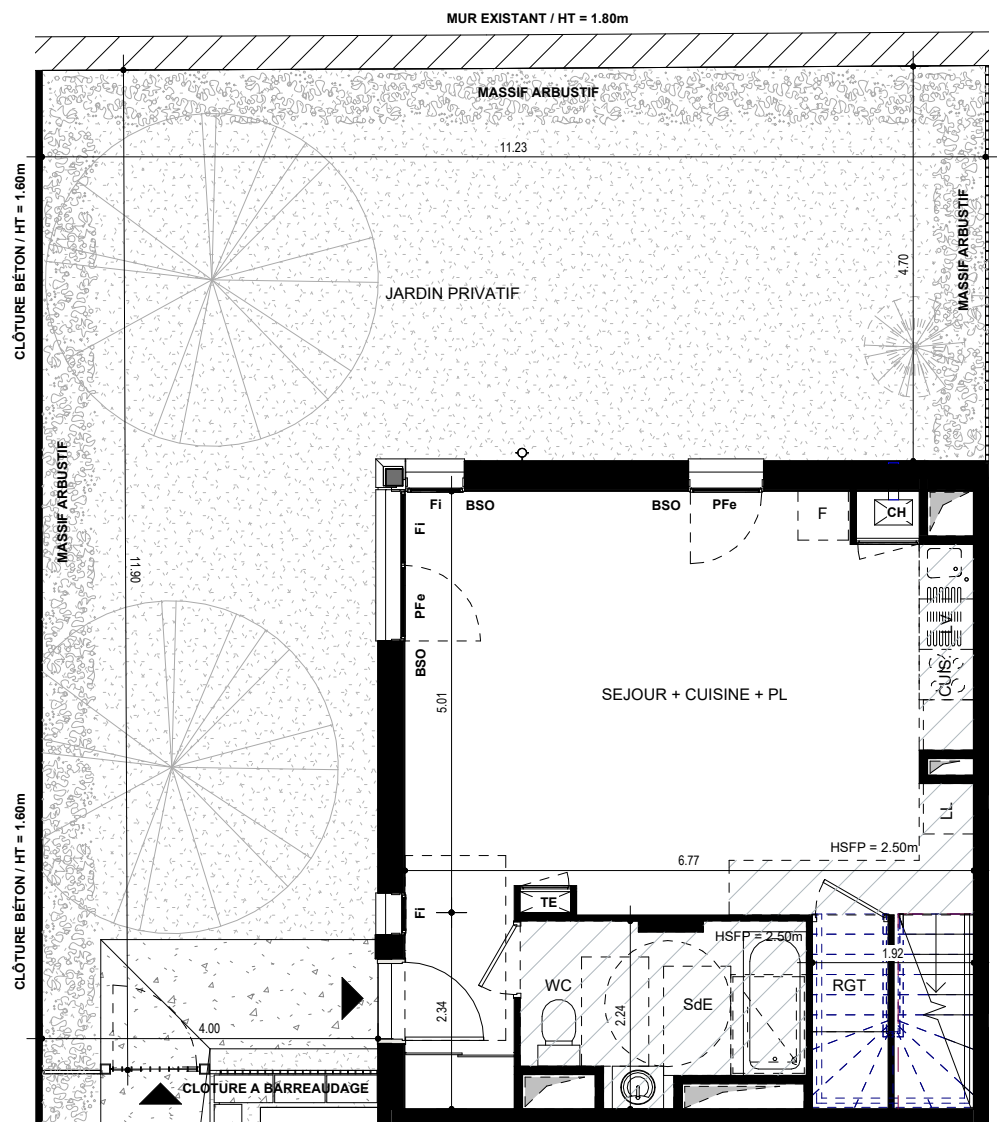 MUR EXISTANT / HT = 1.80m
MASSIF ARBUSTIF
11.23
CLÔTURE BÉTON / HT = 1.60m
MASSIF ARBUSTIF
4.70
JARDIN PRIVATIF
MASSIF ARBUSTIF
11.90
Fi
BSO
BSO
PFe
F
CH
Fi
PFe
BSO
LV
CUIS
5.01
SEJOUR + CUISINE + PL
LL
HSFP = 2.50m
6.77
CLÔTURE BÉTON / HT = 1.60m
Fi
TE
HSFP = 2.50m
1.92
WC
SdE
RGT
2.34
2.24
4.00
CLOTURE A BARREAUDAGE